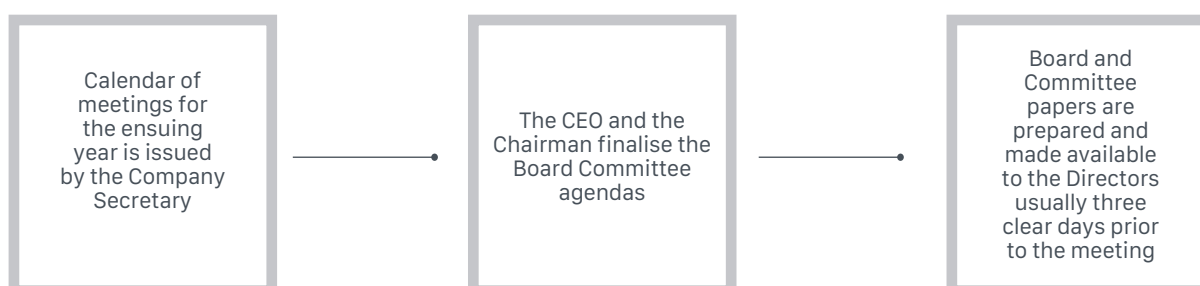 Calendar of
meetings for
the ensuing
year is issued
by the Company
Secretary
The CEO and the
Chairman finalise the
Board Committee
agendas
Board and
Committee
papers are
prepared and
made available
to the Directors
usually three
clear days prior
to the meeting